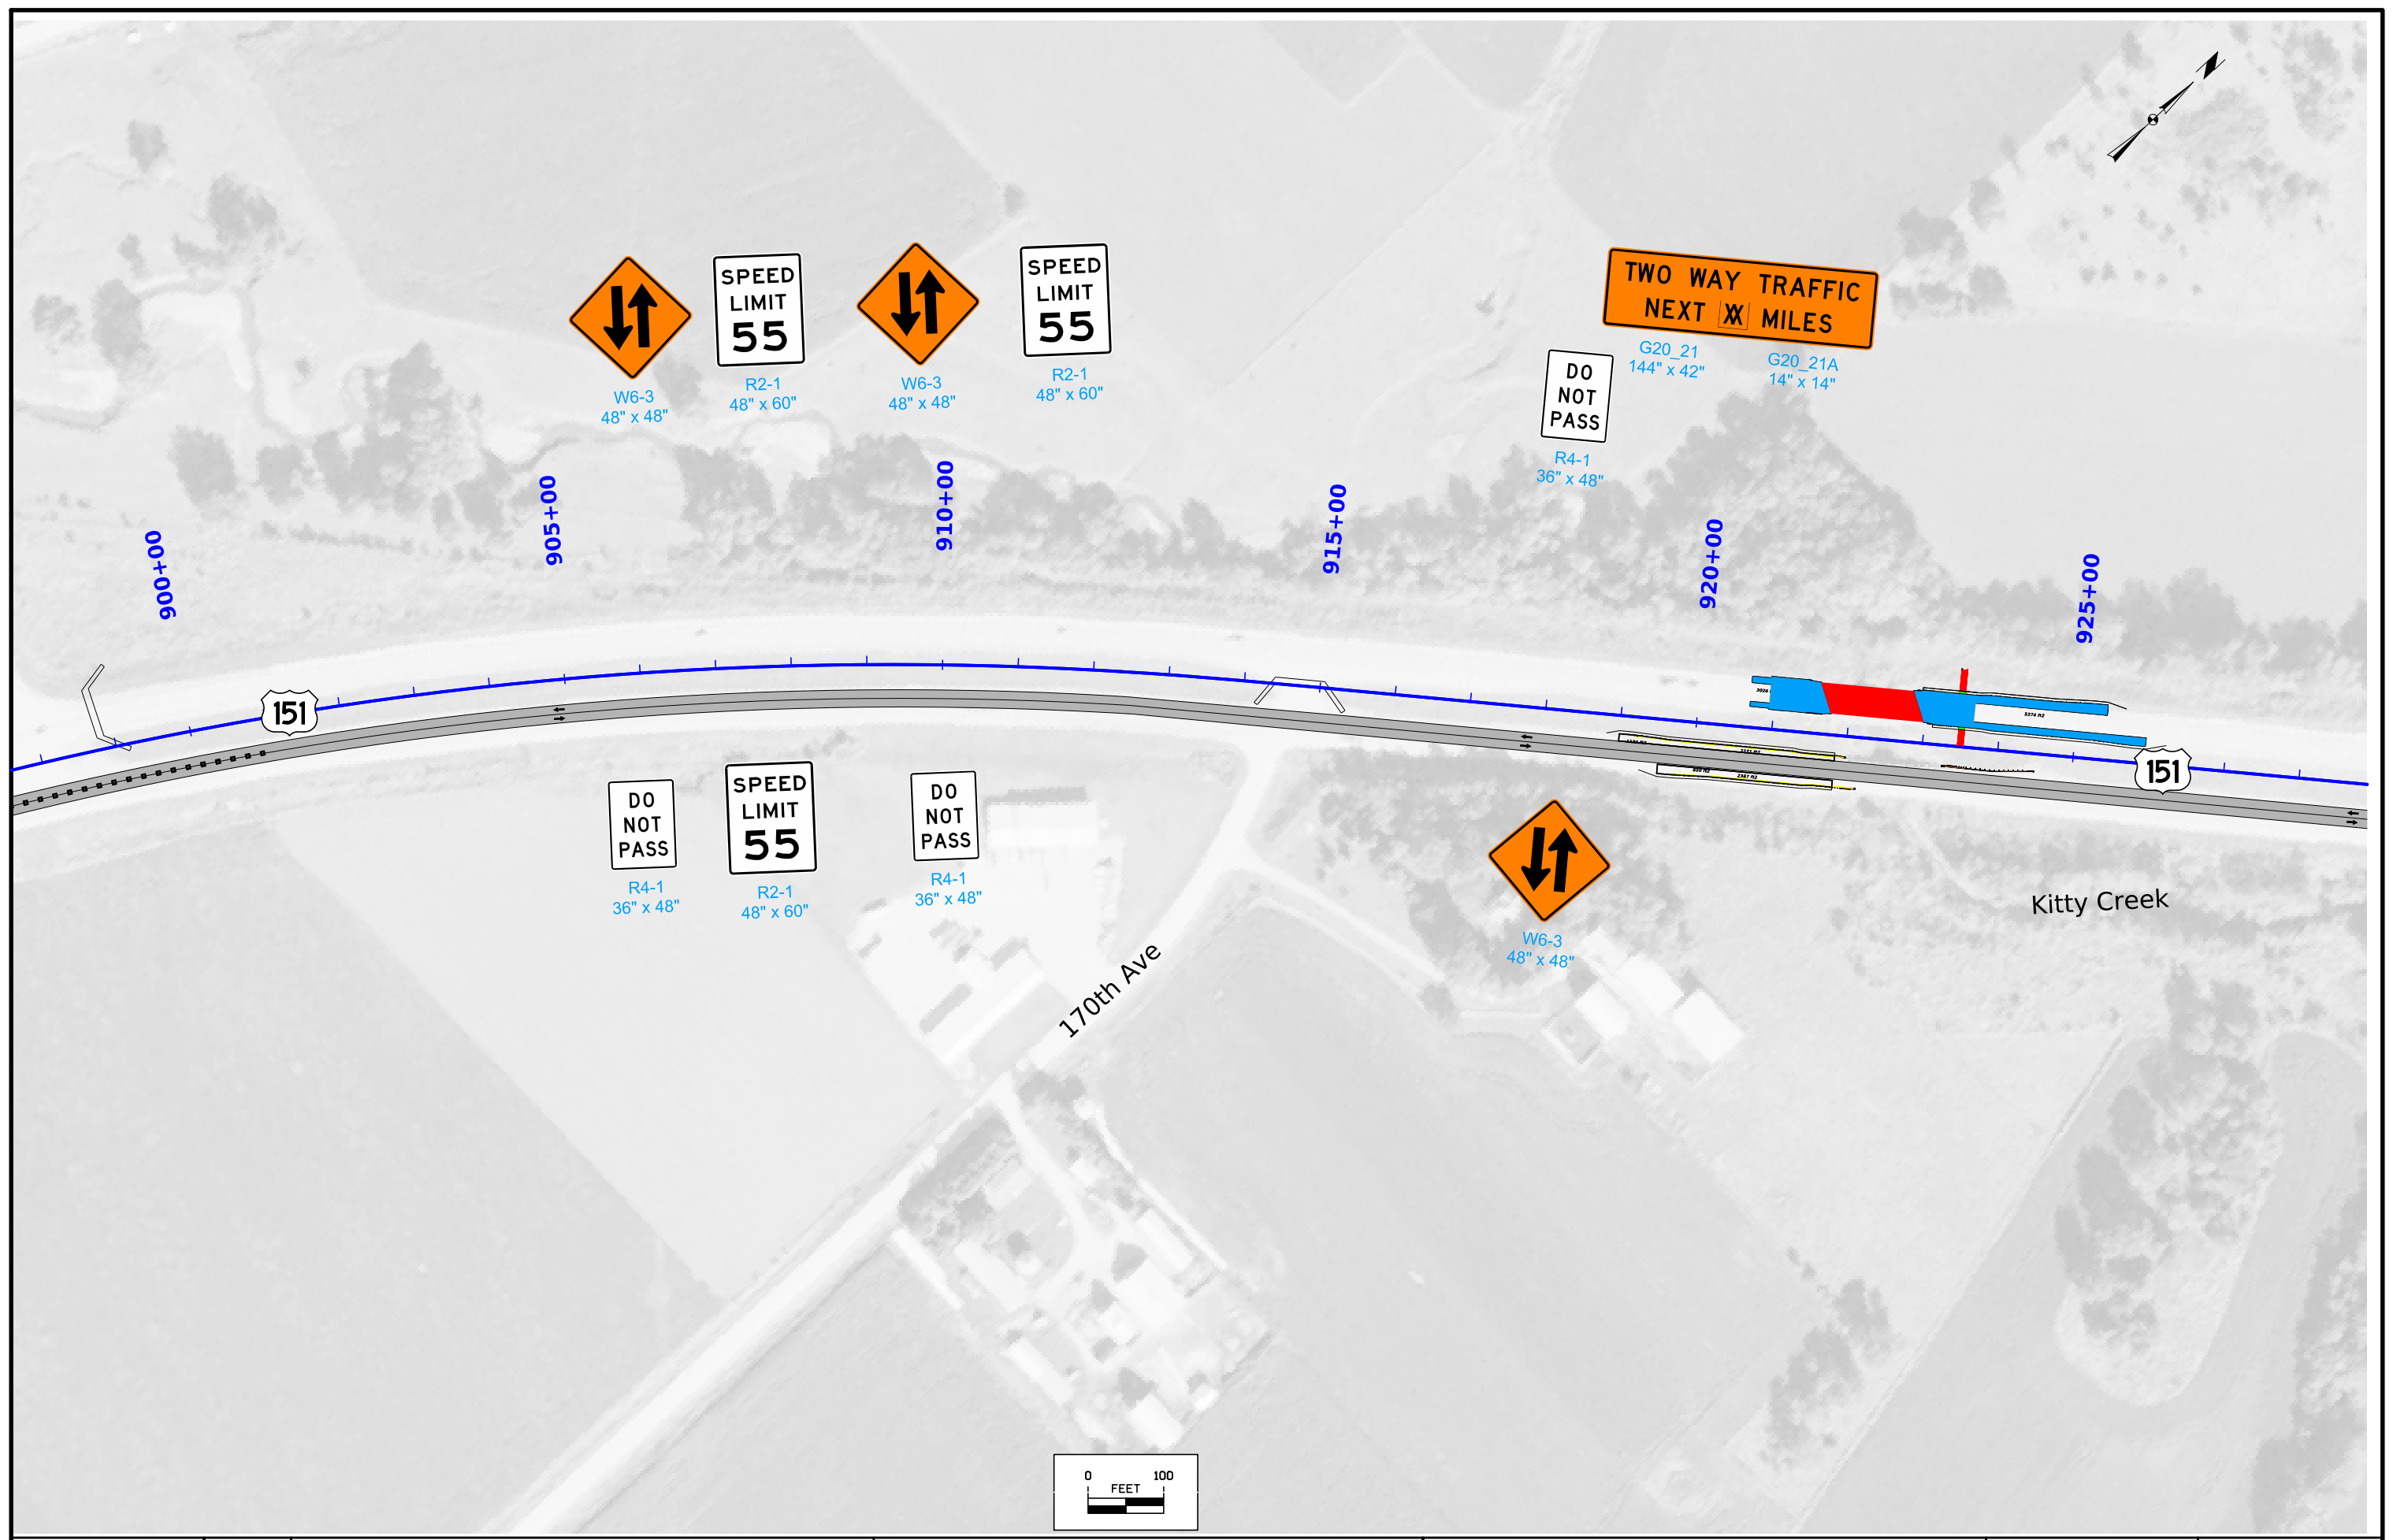 SPEED
LIMIT
55
R2-1
48" x 60"
W6-3
48" x 48"
W6-3
48" x 48"
SPEED
LIMIT
55
R2-1
48" x 60"
TWO WAY TRAFFIC
NEXT XX MILES
G20_21
144" x 42"
G20_21A
14" x 14"
DO
NOT
PASS
R4-1
36" x 48"
900+00
905+00
910+00
915+00
920+00
925+00
151
5374 ft2
2387 ft2
151
DO
NOT
PASS
R4-1
36" x 48"
SPEED
LIMIT
55
R2-1
48" x 60"
DO
NOT
PASS
R4-1
36" x 48"
W6-3
48" x 48"
Kitty Creek
170th Ave
0 100
FEET